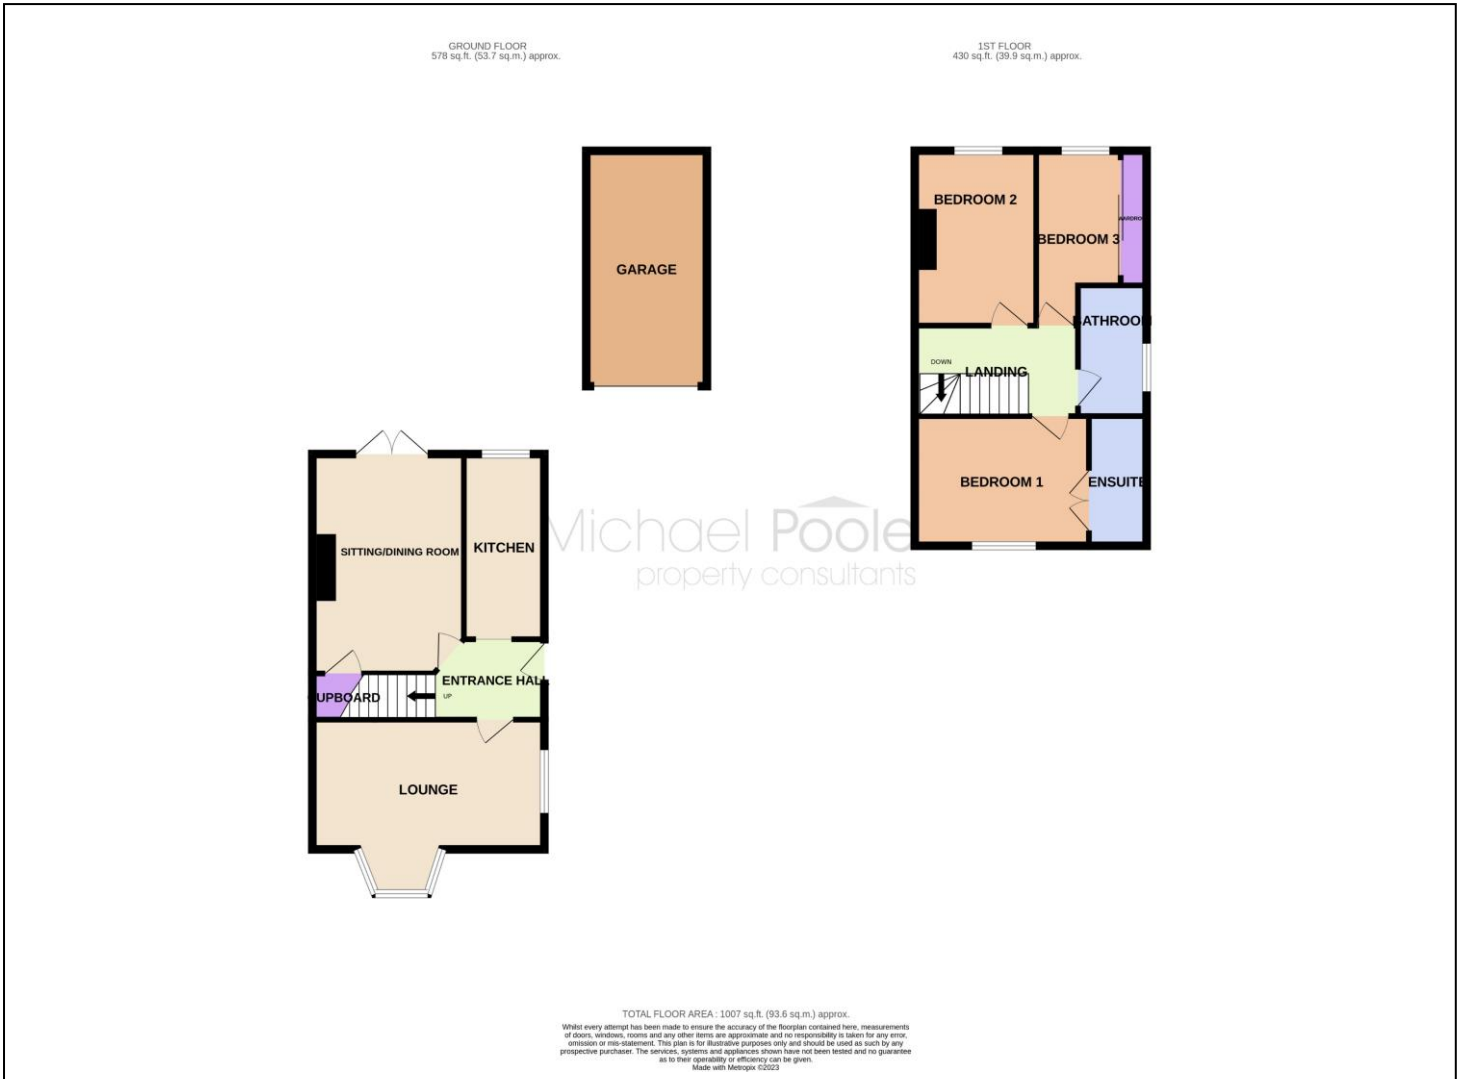 GROUND FLOOR
578 sq.ft. (53.7 sq.m.) approx.
1ST FLOOR
430 sq.ft. (39.9 sq.m.) approx.
GARAGE
BEDROOM 2
BEDROOM 3
BATHROOM
DOWN
LANDING
BEDROOM 1
ENSUITE
SITTING/DINING ROOM
KITCHEN
ENTRANCE HALL
UPBOARD
UP
LOUNGE
Michael Poole
property consultants
TOTAL FLOOR AREA : 1007 sq.ft. (93.6 sq.m.) approx.
Whilst every attempt has been made to ensure the accuracy of the floorplan contained here, measurements
of doors, windows, rooms and any other items are approximate and no responsibility is taken for any error,
omission or mis-statement. This plan is for illustrative purposes only and should be used as such by any
prospective purchaser. The services, systems and appliances shown have not been tested and no guarantee
as to their operability or efficiency can be given.
Made with Metropix ©2023